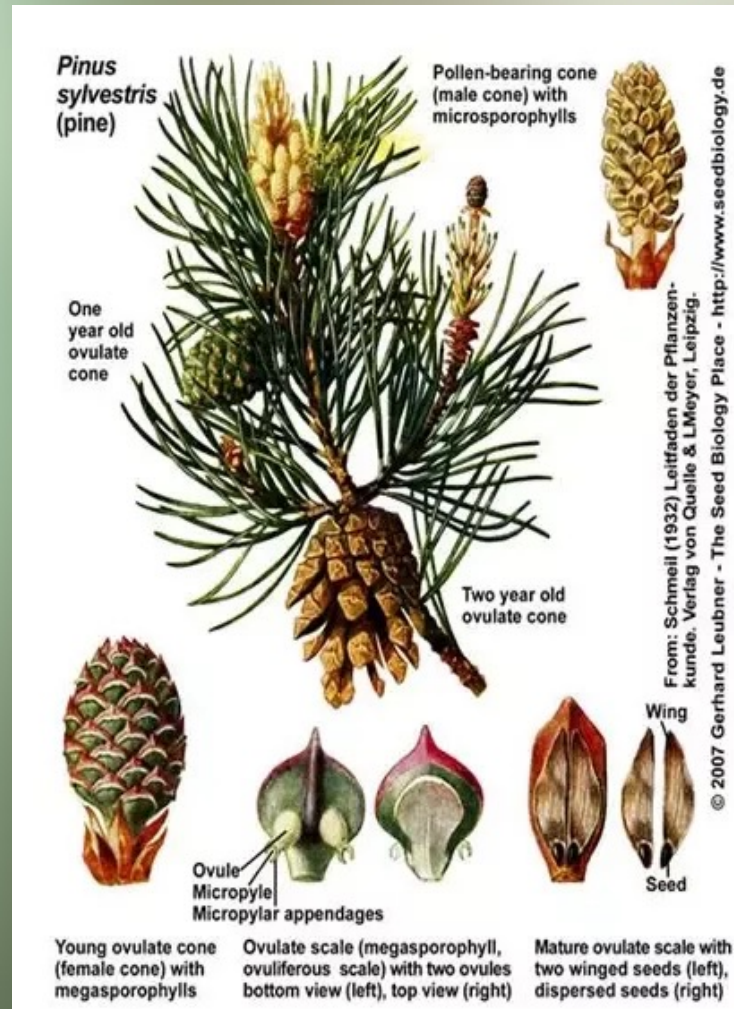 Pinus
sylvestris
(pine)
Pollen-bearing cone
(male cone) with
microsporophylls
One
year old
ovulate
cone
Two year old
ovulate cone
From: Schmeil (1932) Leitfaden der Pflanzen-
kunde. Verlag von Quelle & LMeyer, Leipzig.
© 2007 Gerhard Leubner - The Seed Biology Place - http://www.seedbiology.de
Wing
Seed
Ovule
Micropyle
Micropylar appendages
Young ovulate cone
(female cone) with
megasporophylls
Ovulate scale (megasporophyll,
ovuliferous scale) with two ovules
bottom view (left), top view (right)
Mature ovulate scale with
two winged seeds (left),
dispersed seeds (right)